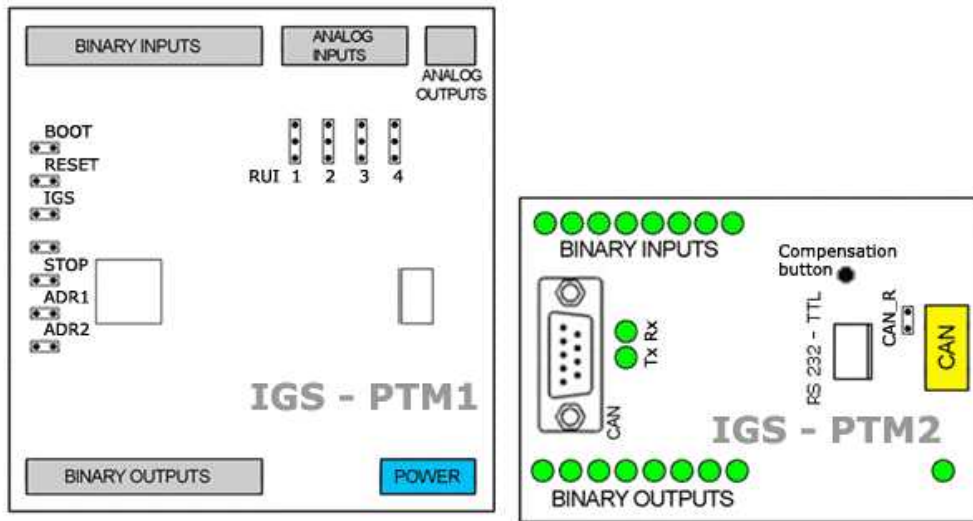 BINARY INPUTS
ANALOG
INPUTS
ANALOG
OUTPUTS
BOOT
RESET
IGS
STOP
ADR1
ADR2
RUI 1 2 3 4
IGS - PTM1
BINARY OUTPUTS
POWER
BINARY INPUTS
Compensation
button
Tx Rx
CAN
RS 232 - TTL
CAN_R
CAN
IGS - PTM2
BINARY OUTPUTS